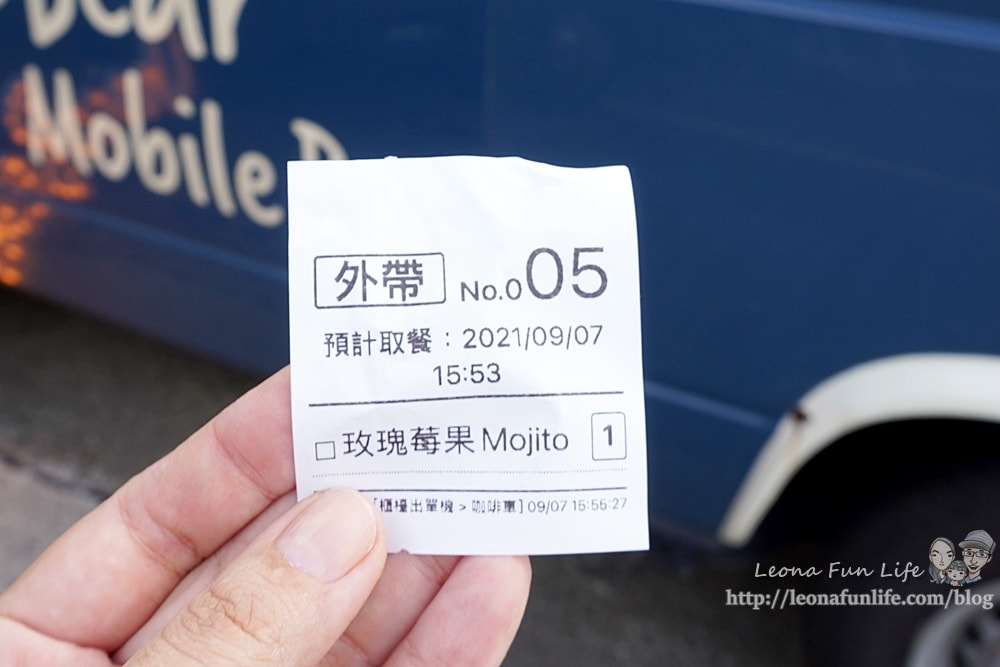 bear
Mobile
外帶 No.005
預計取餐：2021/09/07
15:53
□ 玫瑰莓果 Mojito 1
[櫃檯出單機 > 咖啡車] 09/07 15:55:27
Leona Fun Life
http://leonafunlife.com/blog